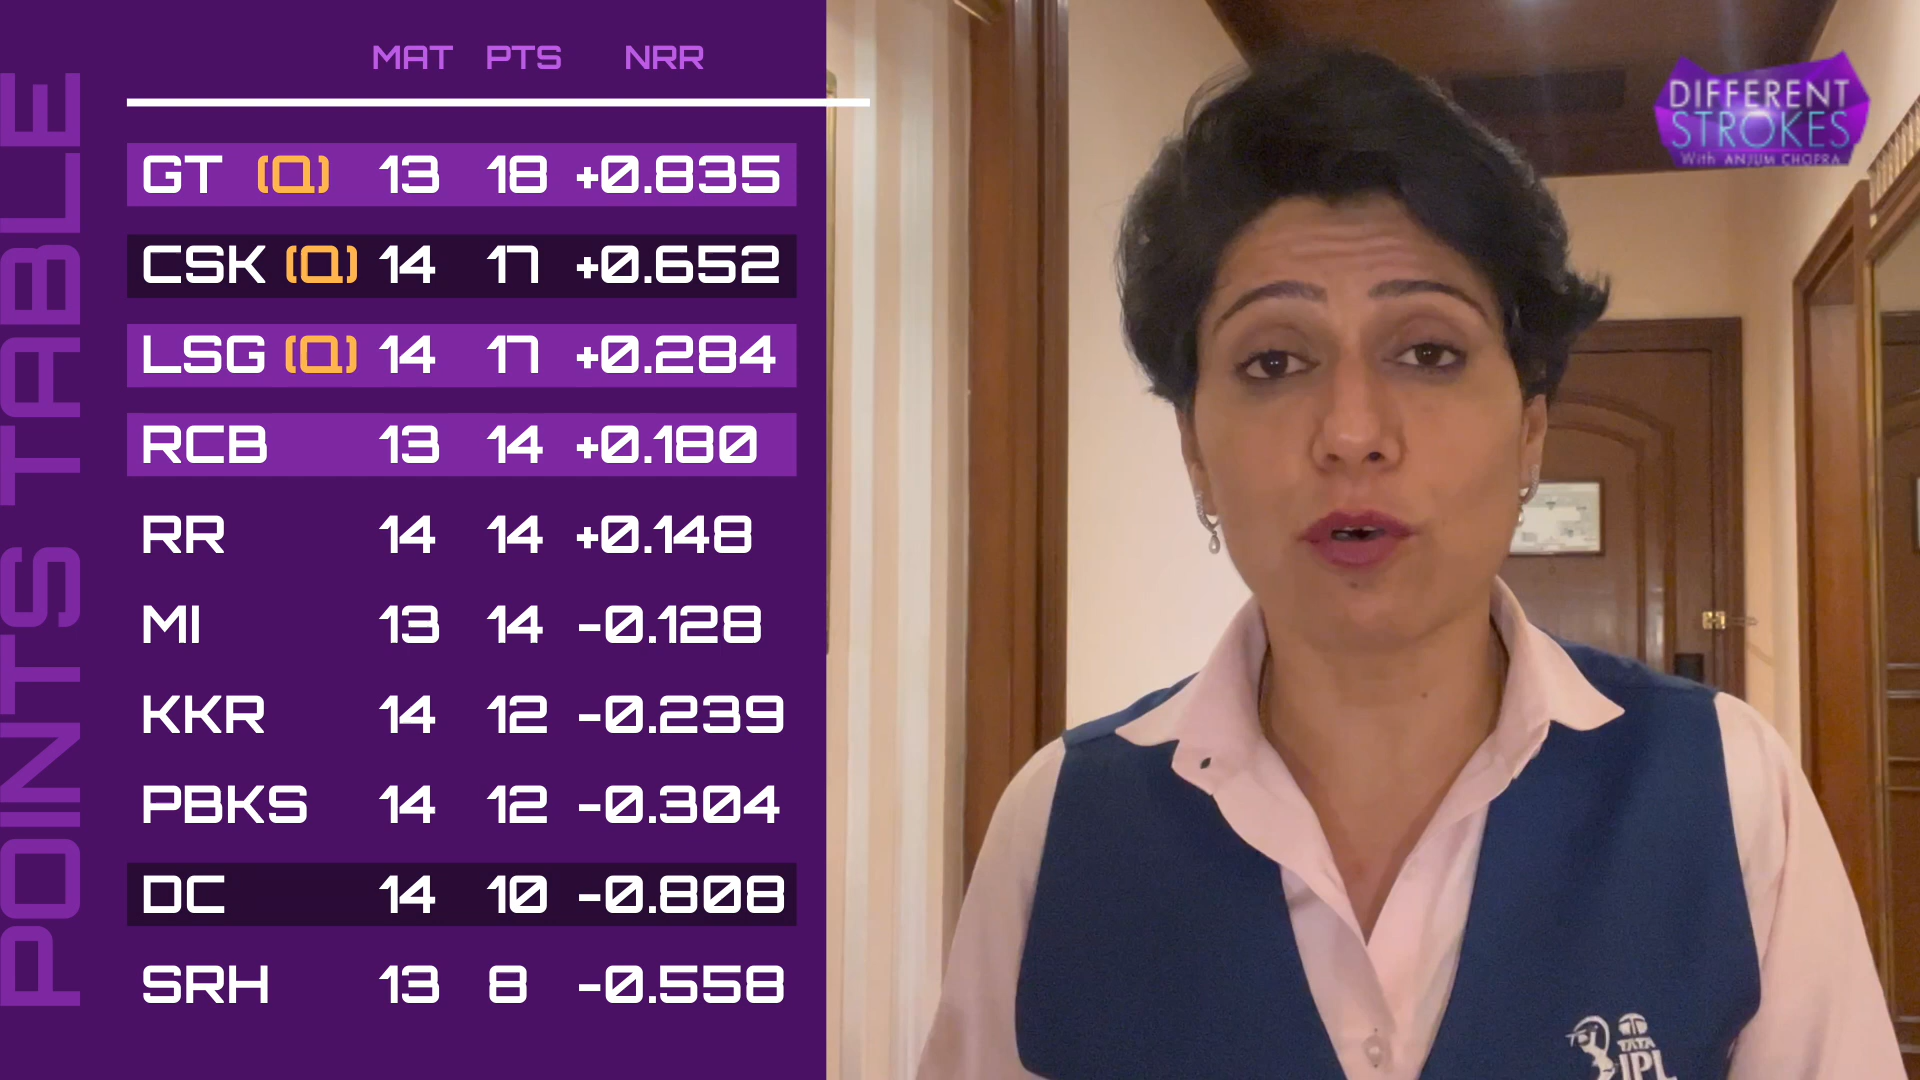 POINTS TABLE
MAT PTS NRR
GT (Q) 13 18 +0.835
CSK (Q) 14 17 +0.652
LSG (Q) 14 17 +0.284
RCB 13 14 +0.180
RR 14 14 +0.148
MI 13 14 -0.128
KKR 14 12 -0.239
PBKS 14 12 -0.304
DC 14 10 -0.808
SRH 13 8 -0.558
DIFFERENT
STROKES
With ANJUM CHOPRA
TATA
IPL